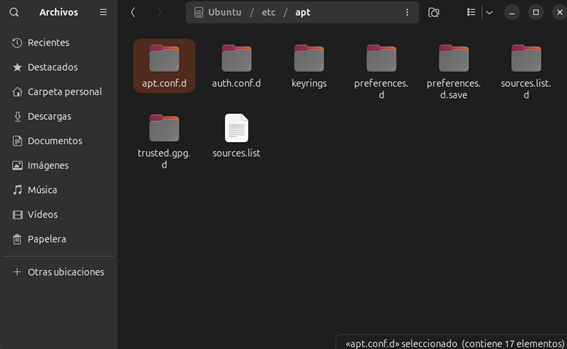 Archivos
Ubuntu / etc / apt
Recientes
Destacados
Carpeta personal
Descargas
Documentos
Imágenes
Música
Vídeos
Papelera
+ Otras ubicaciones
apt.conf.d
auth.conf.d
keyrings
preferences.
d
preferences.
d.save
sources.list.
d
trusted.gpg.
d
sources.list
«apt.conf.d» seleccionado (contiene 17 elementos)